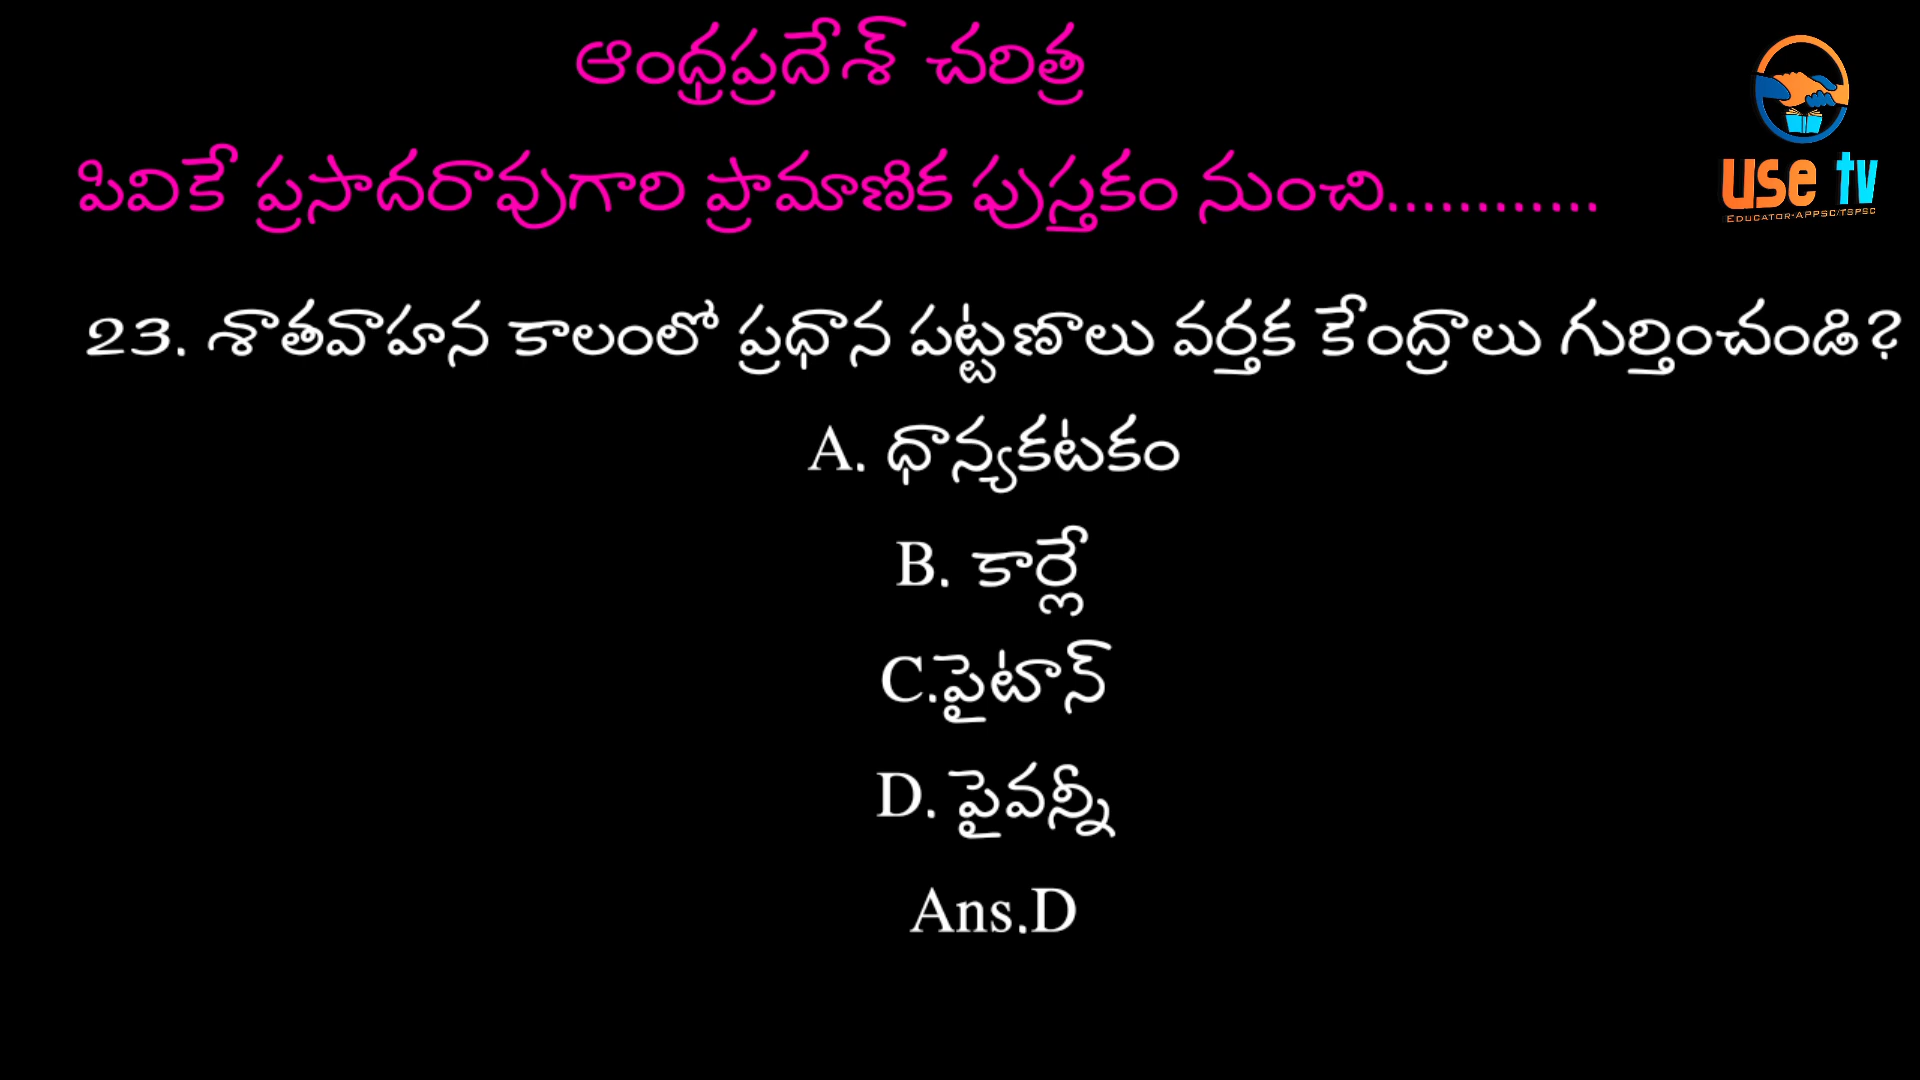 ఆంధ్రప్రదేశ్ చరిత్ర
పివికే ప్రసాదరావుగారి ప్రామాణిక పుస్తకం నుంచి............
use tv
EDUCATOR-APPSC/TSPSC
23. శాతవాహన కాలంలో ప్రధాన పట్టణాలు వర్తక కేంద్రాలు గుర్తించండి?
A. ధాన్యకటకం
B. కార్లే
C.పైటాన్
D. పైవన్నీ
Ans.D